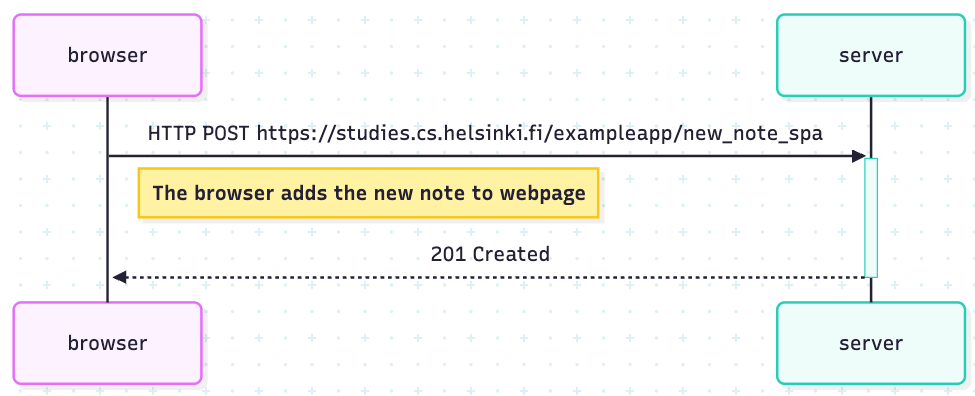 browser
server
HTTP POST https://studies.cs.helsinki.fi/exampleapp/new_note_spa
The browser adds the new note to webpage
201 Created
browser
server